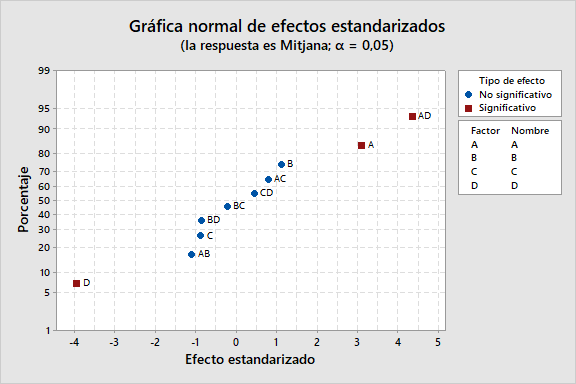 Gráfica normal de efectos estandarizados
(la respuesta es Mitjana; α = 0,05)
99
95
90
80
70
60
50
40
30
20
10
5
1
Porcentaje
AD
A
B
AC
CD
BC
BD
C
AB
D
-4 -3 -2 -1 0 1 2 3 4 5
Efecto estandarizado
Tipo de efecto
No significativo
Significativo
Factor Nombre
A A
B B
C C
D D